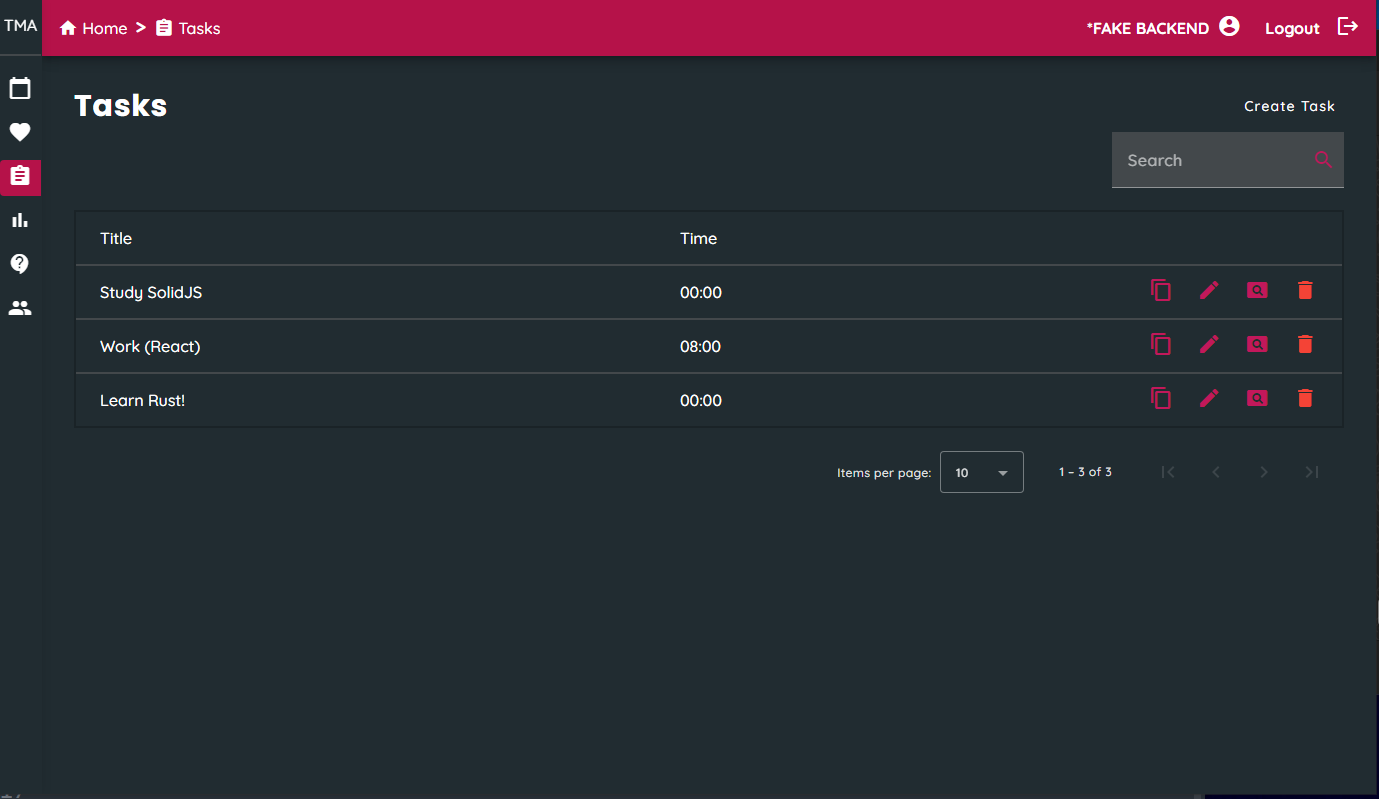 TMA
Home > Tasks
*FAKE BACKEND
Logout
Tasks
Create Task
Search
Title Time
Study SolidJS 00:00
Work (React) 08:00
Learn Rust! 00:00
Items per page: 10 1 – 3 of 3